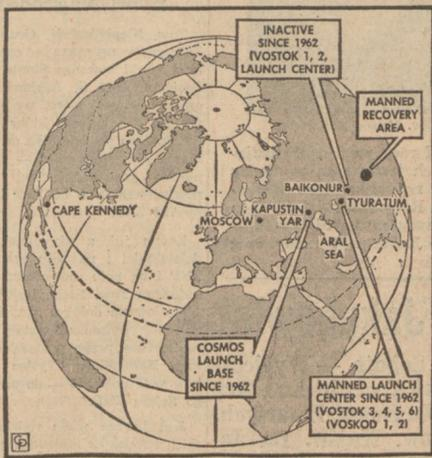 INACTIVE
SINCE 1962
(VOSTOK 1, 2,
LAUNCH CENTER)
MANNED
RECOVERY
AREA
BAIKONUR
TYURATUM
CAPE KENNEDY
MOSCOW
KAPUSTIN
YAR
ARAL
SEA
COSMOS
LAUNCH
BASE
SINCE 1962
MANNED LAUNCH
CENTER SINCE 1962
(VOSTOK 3, 4, 5, 6)
(VOSKOD 1, 2)
CP